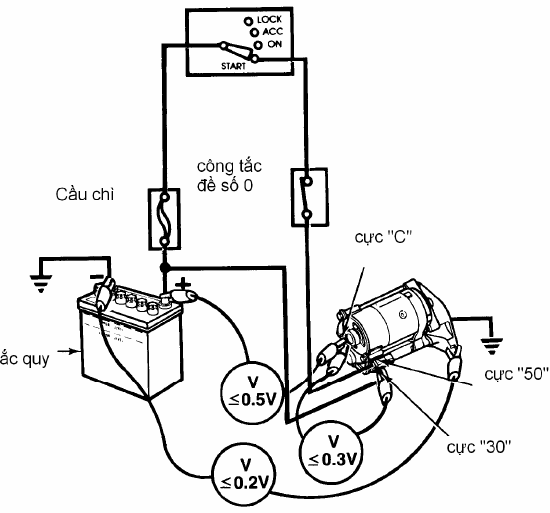 LOCK
ACC
ON
START
công tắc
đề số 0
Cầu chì
cực "C"
- +
ắc quy
V
≤0.5V
cực "50"
V
≤0.3V
cực "30"
V
≤0.2V